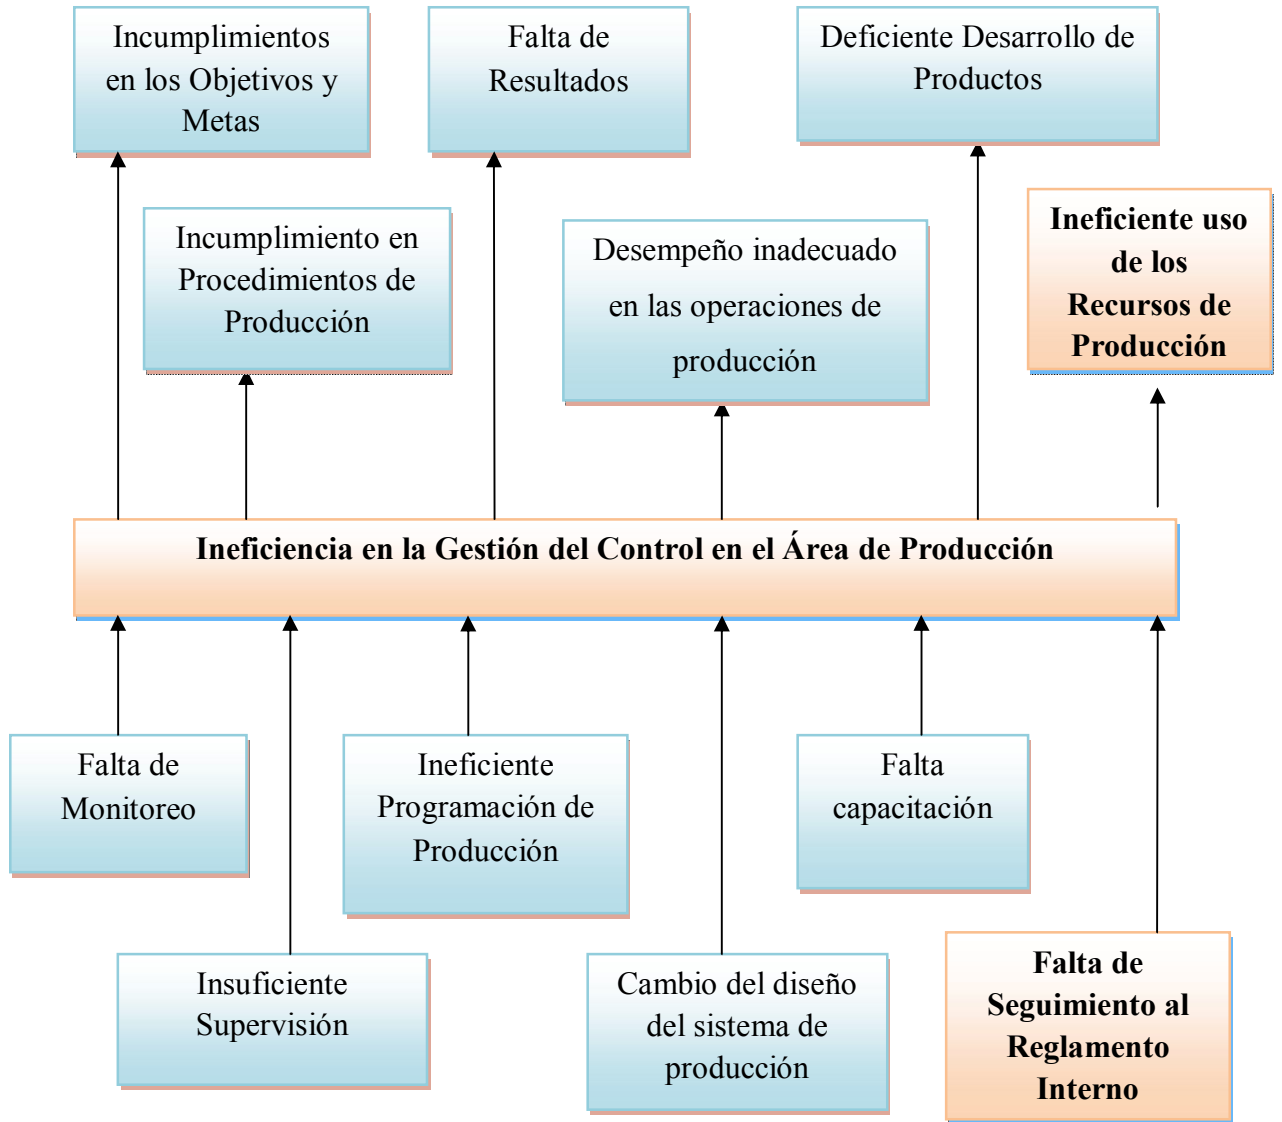 Incumplimientos
en los Objetivos y
Metas
Falta de
Resultados
Deficiente Desarrollo de
Productos
Incumplimiento en
Procedimientos de
Producción
Desempeño inadecuado
en las operaciones de
producción
Ineficiente uso
de los
Recursos de
Producción
Ineficiencia en la Gestión del Control en el Área de Producción
Falta de
Monitoreo
Ineficiente
Programación de
Producción
Falta
capacitación
Insuficiente
Supervisión
Cambio del diseño
del sistema de
producción
Falta de
Seguimiento al
Reglamento
Interno